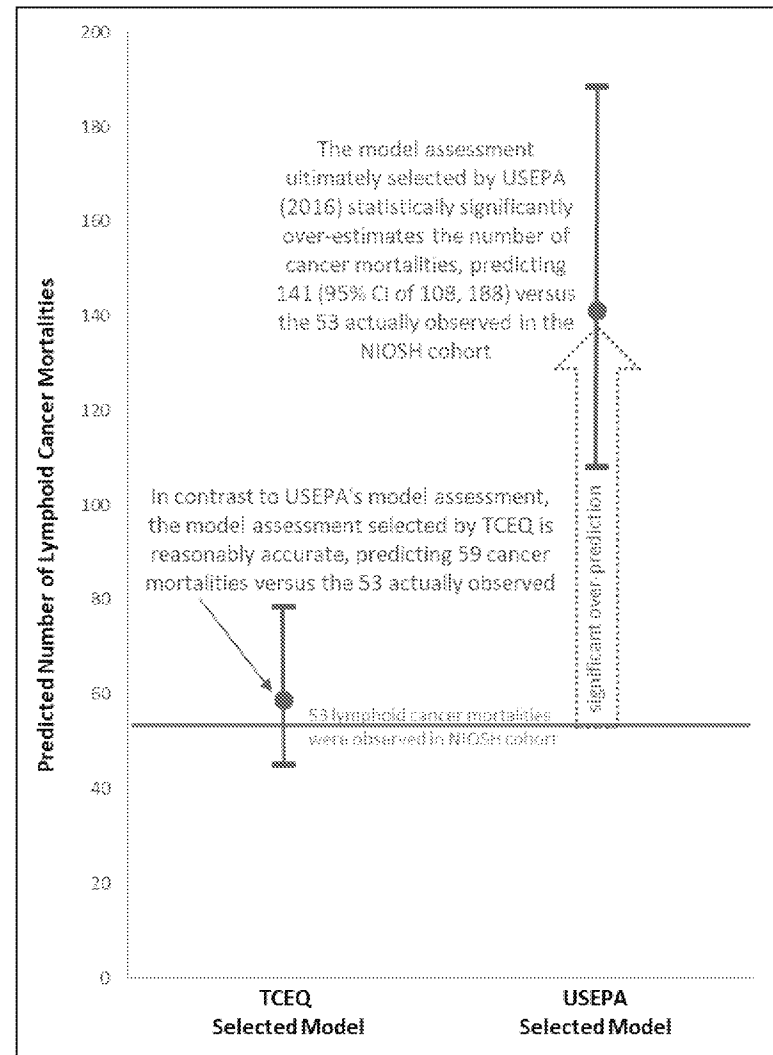 200
180
160
140
120
100
80
60
40
20
0
Predicted Number of Lymphoid Cancer Mortalities
The model assessment
ultimately selected by USEPA
(2016) statistically significantly
over-estimates the number of
cancer mortalities, predicting
141 (95% CI of 108, 188) versus
the 53 actually observed in the
NIOSH cohort
In contrast to USEPA's model assessment,
the model assessment selected by TCEQ is
reasonably accurate, predicting 59 cancer
mortalities versus the 53 actually observed
significant over-prediction
53 lymphoid cancer mortalities
were observed in NIOSH cohort
TCEQ
Selected Model
USEPA
Selected Model